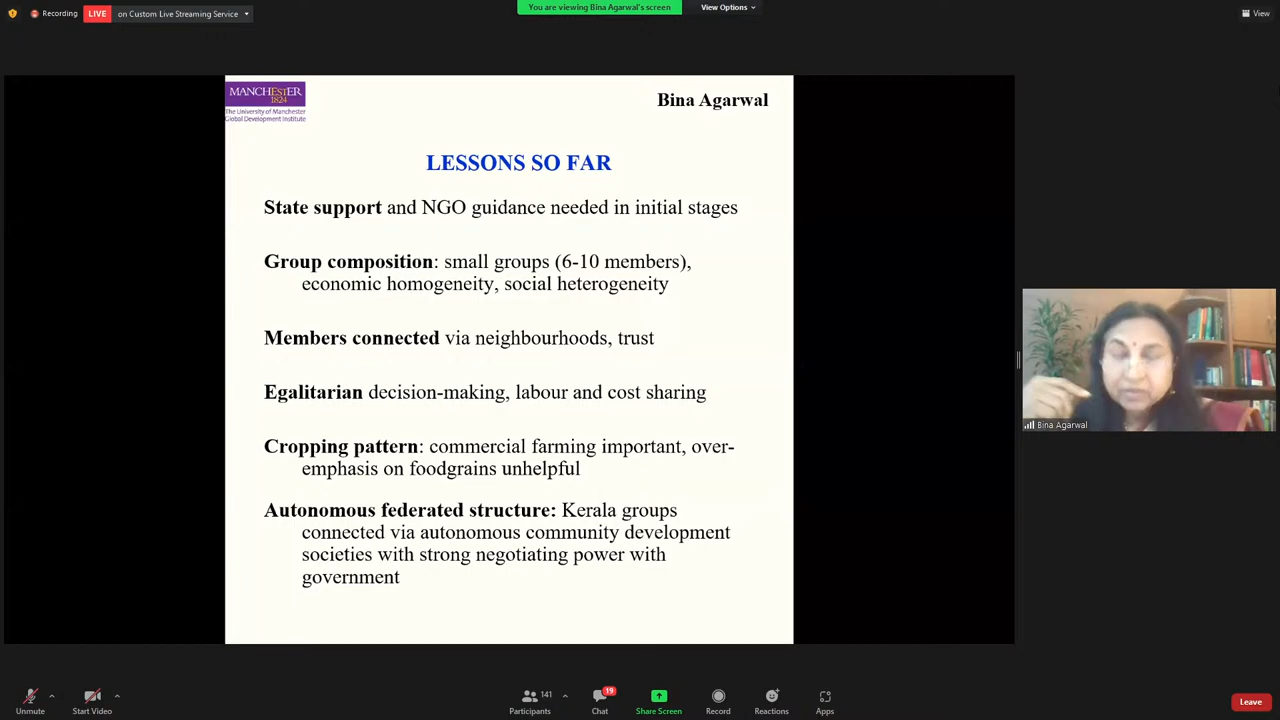 Recording
LIVE
on Custom Live Streaming Service
You are viewing Bina Agarwal's screen
View Options
View
MANCHESTER
1824
The University of Manchester
Global Development Institute
Bina Agarwal
LESSONS SO FAR
State support and NGO guidance needed in initial stages
Group composition: small groups (6-10 members),
economic homogeneity, social heterogeneity
Members connected via neighbourhoods, trust
Egalitarian decision-making, labour and cost sharing
Cropping pattern: commercial farming important, over-
emphasis on foodgrains unhelpful
Autonomous federated structure: Kerala groups
connected via autonomous community development
societies with strong negotiating power with
government
Bina Agarwal
Unmute
Start Video
141
Participants
19
Chat
Share Screen
Record
Reactions
Apps
Leave